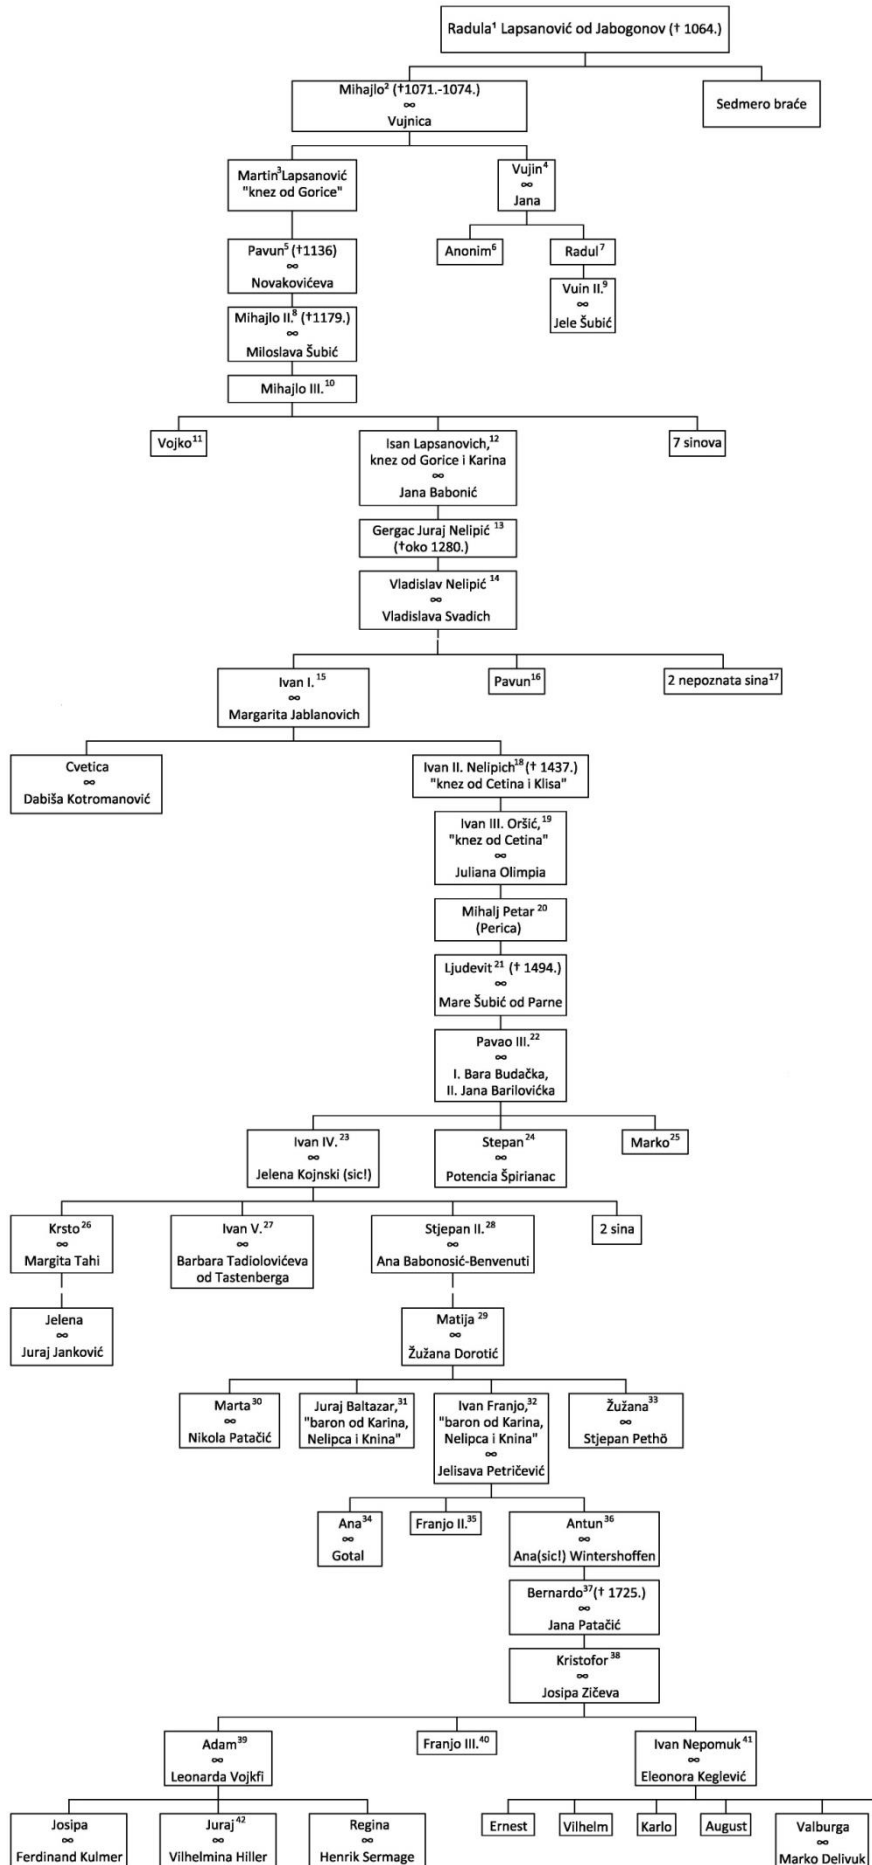 Radula¹ Lapsanović od Jabogonov († 1064.)
Mihajlo² (†1071.-1074.)
∞
Vujnica
Sedmero braće
Martin³ Lapsanović
"knez od Gorice"
Vujin⁴
∞
Jana
Pavun⁵ (†1136)
∞
Novakovićeva
Anonim⁶
Radul⁷
Mihajlo II.⁸ (†1179.)
∞
Miloslava Šubić
Vuin II.⁹
∞
Jele Šubić
Mihajlo III.¹⁰
Vojko¹¹
Isan Lapsanovich,¹²
knez od Gorice i Karina
∞
Jana Babonić
7 sinova
Gergac Juraj Nelipić ¹³
(†oko 1280.)
Vladislav Nelipić ¹⁴
∞
Vladislava Svadich
Ivan I.¹⁵
∞
Margarita Jablanovich
Pavun¹⁶
2 nepoznata sina¹⁷
Cvetica
∞
Dabiša Kotromanović
Ivan II. Nelipich¹⁸ († 1437.)
"knez od Cetina i Klisa"
Ivan III. Oršić,¹⁹
"knez od Cetina"
∞
Juliana Olimpia
Mihalj Petar ²⁰
(Perica)
Ljudevit ²¹ († 1494.)
∞
Mare Šubić od Parne
Pavao III.²²
∞
I. Bara Budačka,
II. Jana Barilovićka
Ivan IV. ²³
∞
Jelena Kojnski (sic!)
Stepan²⁴
∞
Potencia Špirianac
Marko²⁵
Krsto²⁶
∞
Margita Tahi
Ivan V.²⁷
∞
Barbara Tadiolovićeva
od Tastenberga
Stjepan II.²⁸
∞
Ana Babonosić-Benvenuti
2 sina
Jelena
∞
Juraj Janković
Matija ²⁹
∞
Žužana Dorotić
Marta³⁰
∞
Nikola Patačić
Juraj Baltazar,³¹
"baron od Karina,
Nelipca i Knina"
Ivan Franjo,³²
"baron od Karina,
Nelipca i Knina"
∞
Jelisava Petričević
Žužana³³
∞
Stjepan Pethö
Ana³⁴
∞
Gotal
Franjo II.³⁵
Antun³⁶
∞
Ana(sic!) Wintershoffen
Bernardo³⁷(† 1725.)
∞
Jana Patačić
Kristofor ³⁸
∞
Josipa Zičeva
Adam³⁹
∞
Leonarda Vojkfi
Franjo III.⁴⁰
Ivan Nepomuk⁴¹
∞
Eleonora Keglević
Josipa
∞
Ferdinand Kulmer
Juraj⁴²
∞
Vilhelmina Hiller
Regina
∞
Henrik Sermage
Ernest
Vilhelm
Karlo
August
Valburga
∞
Marko Delivuk